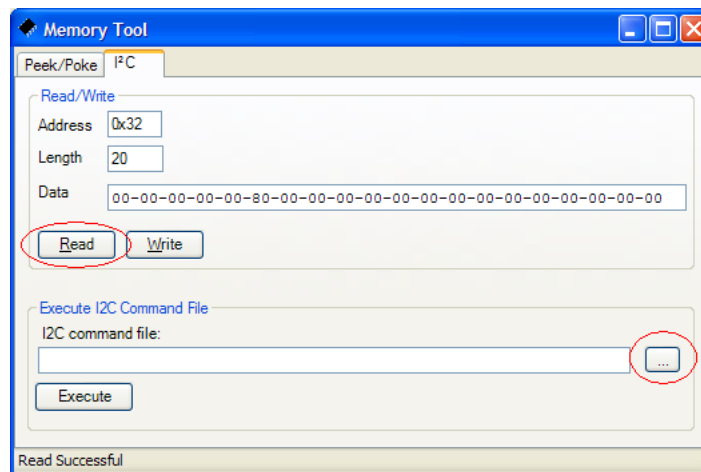 Memory Tool
Peek/Poke I²C
Read/Write
Address 0x32
Length 20
Data 00-00-00-00-00-80-00-00-00-00-00-00-00-00-00-00-00-00-00-00
Read Write
Execute I2C Command File
I2C command file:
...
Execute
Read Successful